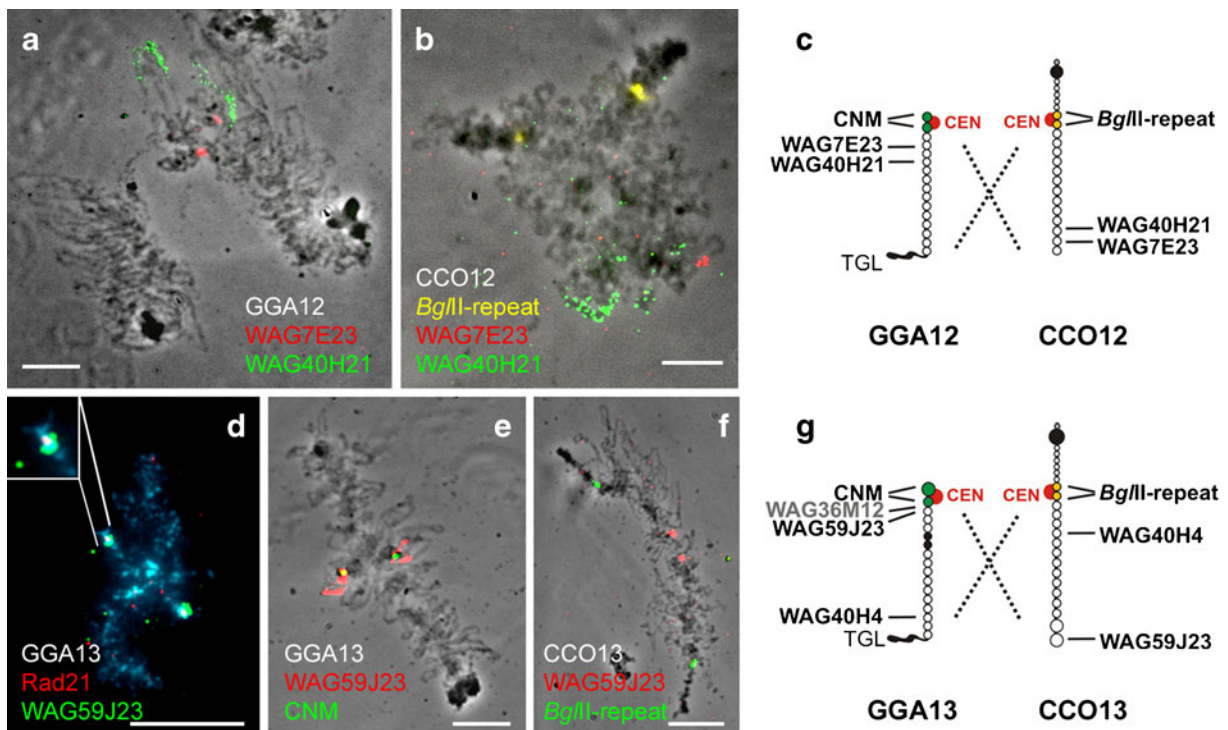 a
GGA12
WAG7E23
WAG40H21
b
CCO12
BglII-repeat
WAG7E23
WAG40H21
c
CNM
CEN
CEN
BglII-repeat
WAG7E23
WAG40H21
WAG40H21
WAG7E23
TGL
GGA12
CCO12
d
GGA13
Rad21
WAG59J23
e
GGA13
WAG59J23
CNM
f
CCO13
WAG59J23
BglII-repeat
g
CNM
CEN
CEN
BglII-repeat
WAG36M12
WAG59J23
WAG40H4
WAG40H4
TGL
WAG59J23
GGA13
CCO13